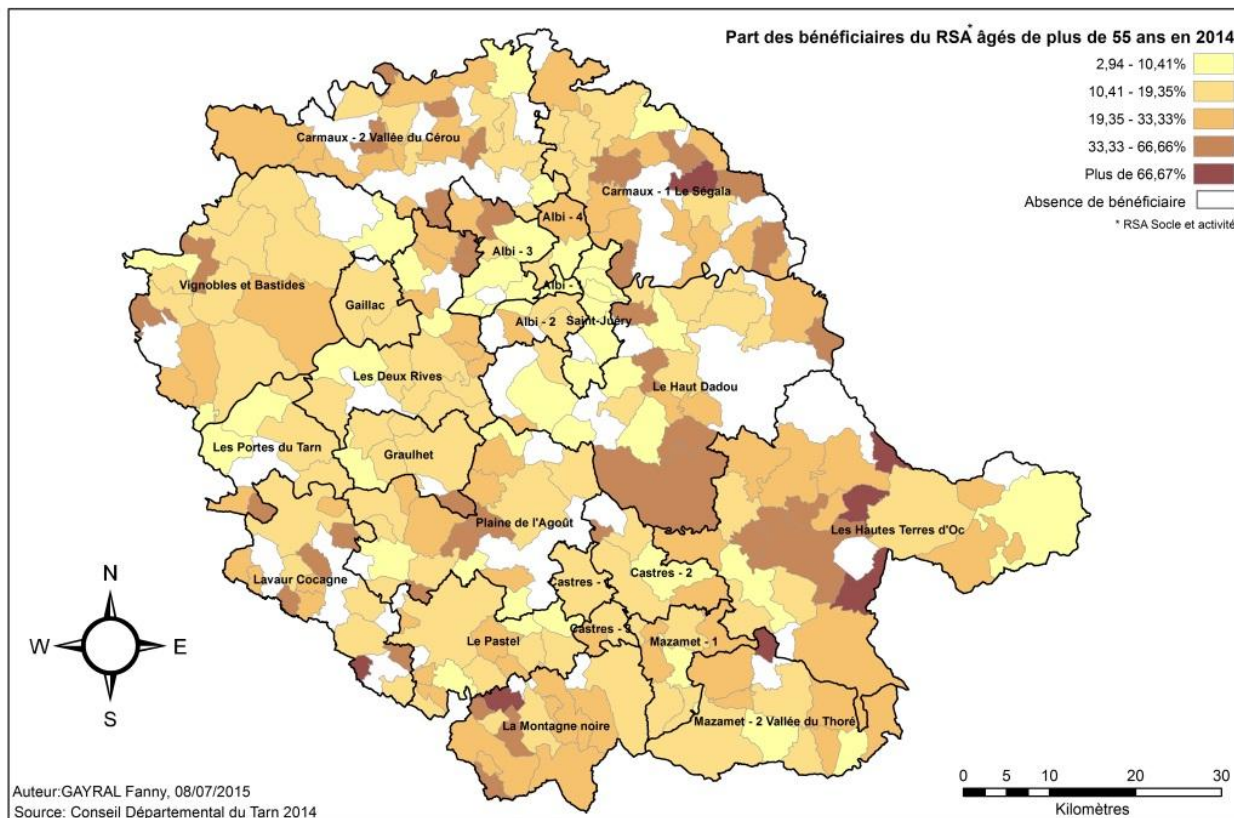 Part des bénéficiaires du RSA* âgés de plus de 55 ans en 2014
2,94 - 10,41%
10,41 - 19,35%
19,35 - 33,33%
33,33 - 66,66%
Plus de 66,67%
Absence de bénéficiaire
* RSA Socle et activité
Carmaux - 2 Vallée du Cérou
Carmaux - 1 Le Ségala
Albi - 4
Albi - 3
Vignobles et Bastides
Gaillac
Albi - 1
Albi - 2
Saint-Juéry
Les Deux Rives
Le Haut Dadou
Les Portes du Tarn
Graulhet
Plaine de l'Agoût
Les Hautes Terres d'Oc
Lavaur Cocagne
Castres - 2
Castres -
Castres - 3
Le Pastel
Mazamet - 1
La Montagne noire
Mazamet - 2 Vallée du Thoré
N
W
E
S
0 5 10 20 30
Kilomètres
Auteur:GAYRAL Fanny, 08/07/2015
Source: Conseil Départemental du Tarn 2014